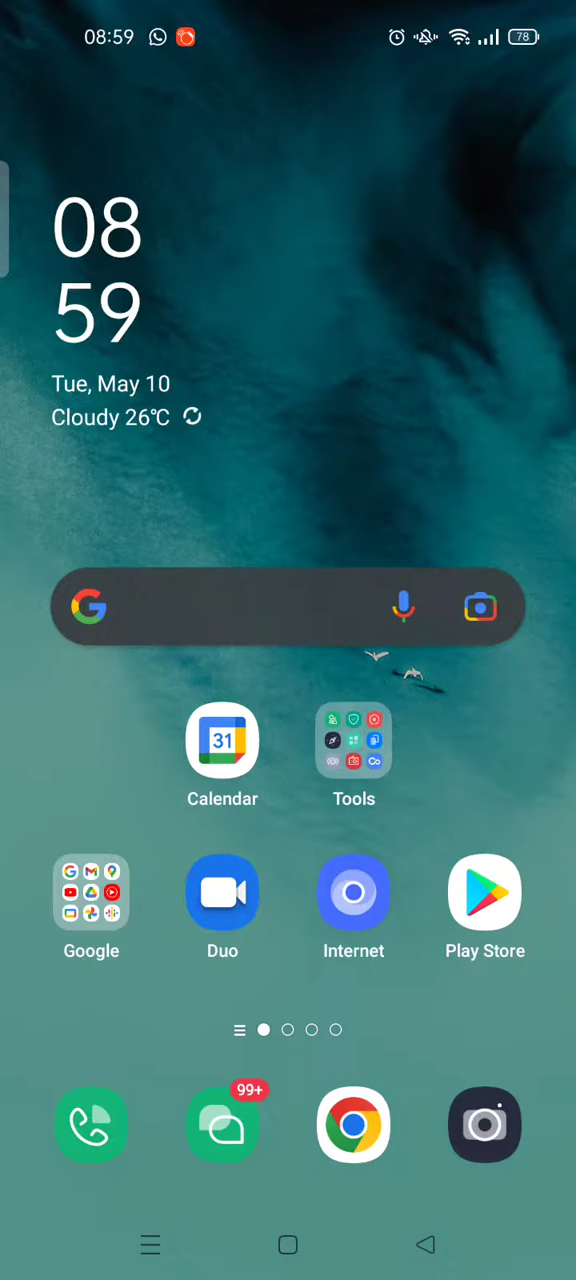 08:59
78
08
59
Tue, May 10
Cloudy 26℃
G
31
Calendar
Tools
Google
Duo
Internet
Play Store
99+